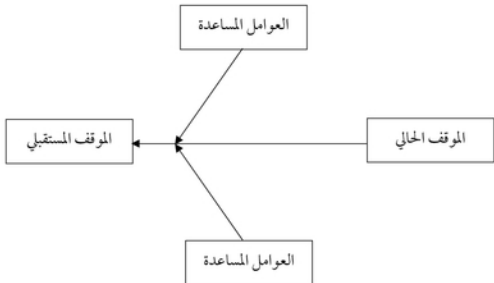 العوامل المساعدة
الموقف الحالي
الموقف المستقبلي
العوامل المساعدة